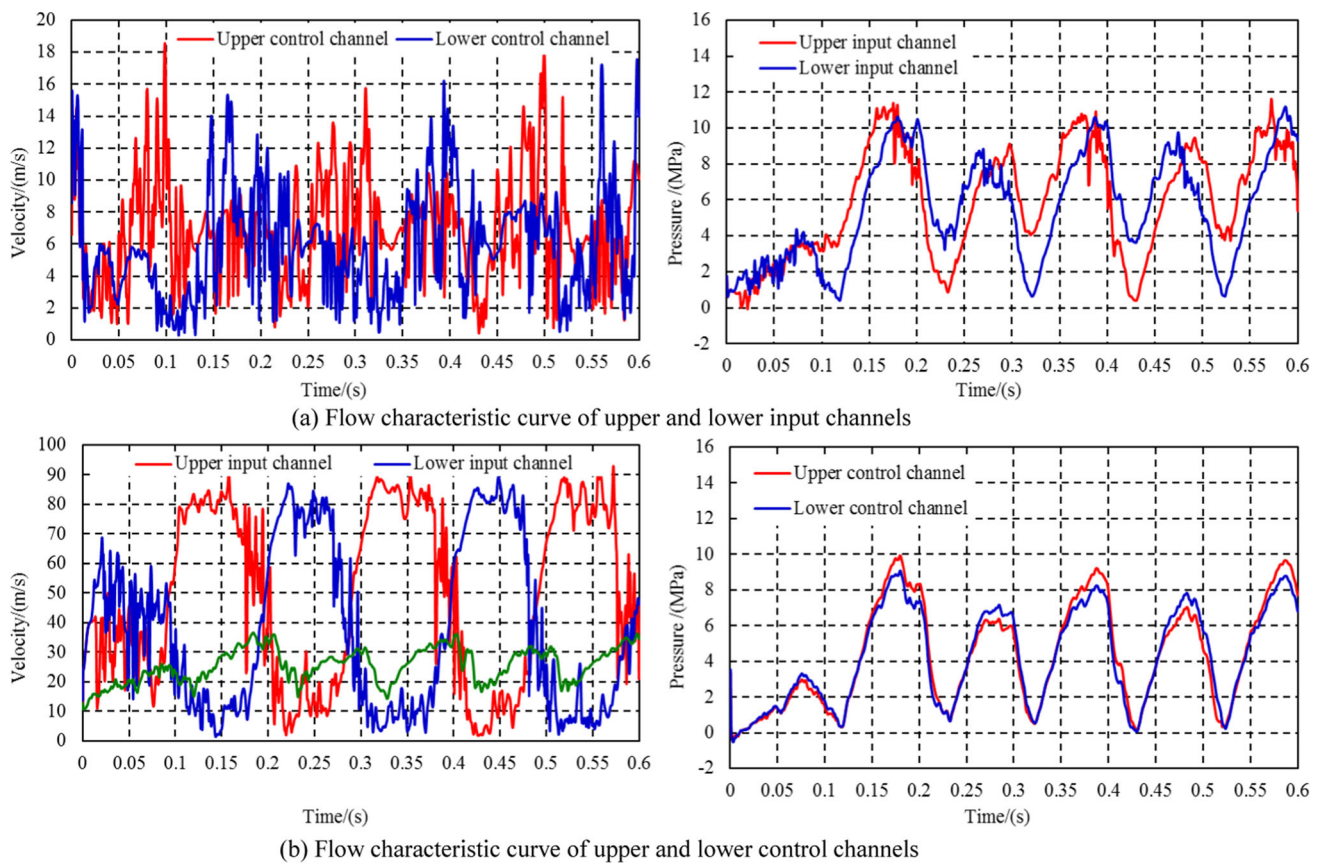 20
18
16
14
12
10
8
6
4
2
0
Velocity/(m/s)
Upper control channel
Lower control channel
0 0.05 0.1 0.15 0.2 0.25 0.3 0.35 0.4 0.45 0.5 0.55 0.6
Time/(s)
16
14
12
10
8
6
4
2
0
-2
Pressure /(MPa)
Upper input channel
Lower input channel
0 0.05 0.1 0.15 0.2 0.25 0.3 0.35 0.4 0.45 0.5 0.55 0.6
Time/(s)
(a) Flow characteristic curve of upper and lower input channels
100
90
80
70
60
50
40
30
20
10
0
Velocity/(m/s)
Upper input channel
Lower input channel
0 0.05 0.1 0.15 0.2 0.25 0.3 0.35 0.4 0.45 0.5 0.55 0.6
Time/(s)
16
14
12
10
8
6
4
2
0
-2
Pressure /(MPa)
Upper control channel
Lower control channel
0 0.05 0.1 0.15 0.2 0.25 0.3 0.35 0.4 0.45 0.5 0.55 0.6
Time/(s)
(b) Flow characteristic curve of upper and lower control channels